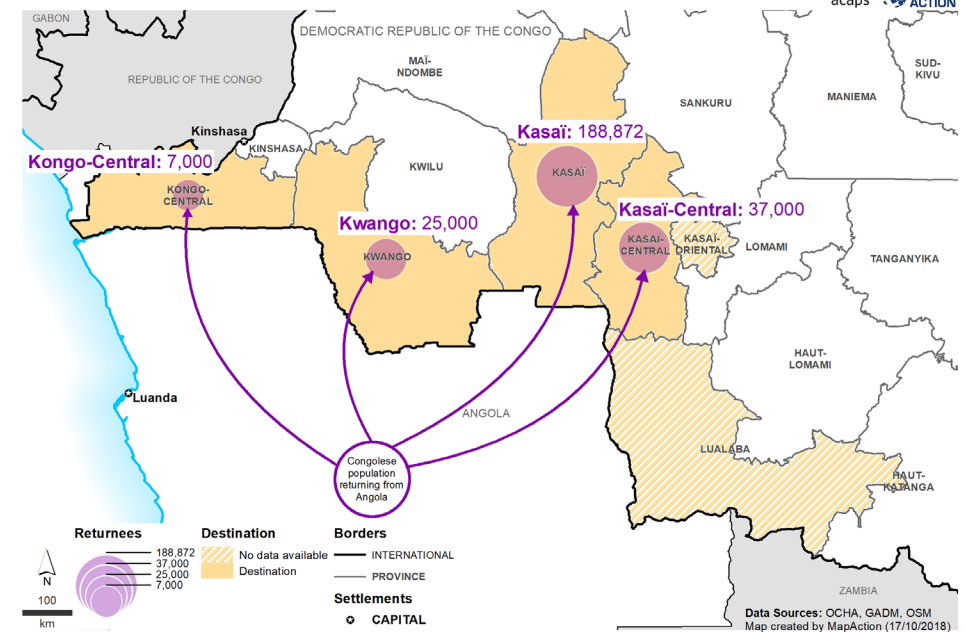 acaps
ACTION
GABON
DEMOCRATIC REPUBLIC OF THE CONGO
REPUBLIC OF THE CONGO
MAÏ-
NDOMBE
SUD-
KIVU
MANIEMA
SANKURU
Kinshasa
KINSHASA
Kasaï: 188,872
Kongo-Central: 7,000
KWILU
KASAÏ
KONGO-
CENTRAL
Kwango: 25,000
Kasaï-Central: 37,000
KWANGO
KASAÏ-
CENTRAL
KASAÏ-
ORIENTAL
LOMAMI
TANGANYIKA
HAUT-
LOMAMI
Luanda
ANGOLA
LUALABA
HAUT-
KATANGA
Congolese
population
returning from
Angola
Returnees
188,872
37,000
25,000
7,000
N
100
km
Destination
No data available
Destination
Borders
INTERNATIONAL
PROVINCE
Settlements
CAPITAL
ZAMBIA
Data Sources: OCHA, GADM, OSM
Map created by MapAction (17/10/2018)